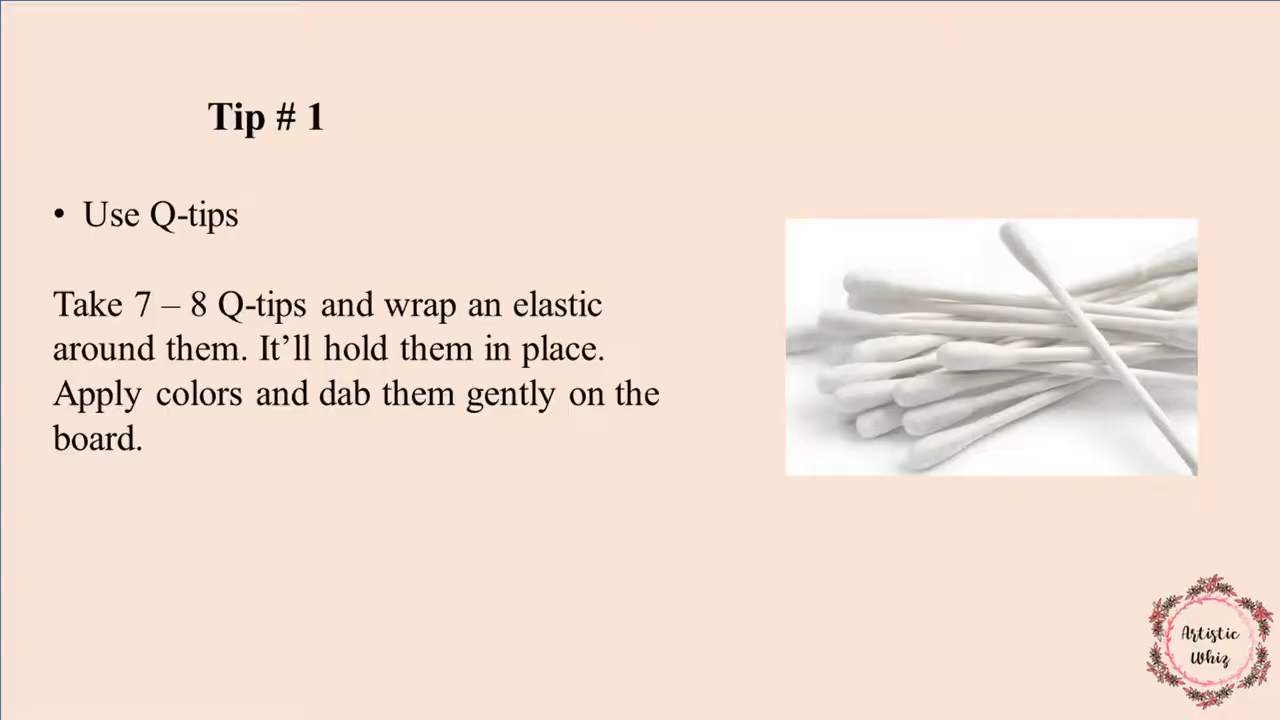 Tip # 1
• Use Q-tips
Take 7 – 8 Q-tips and wrap an elastic
around them. It’ll hold them in place.
Apply colors and dab them gently on the
board.
Artistic
Whiz